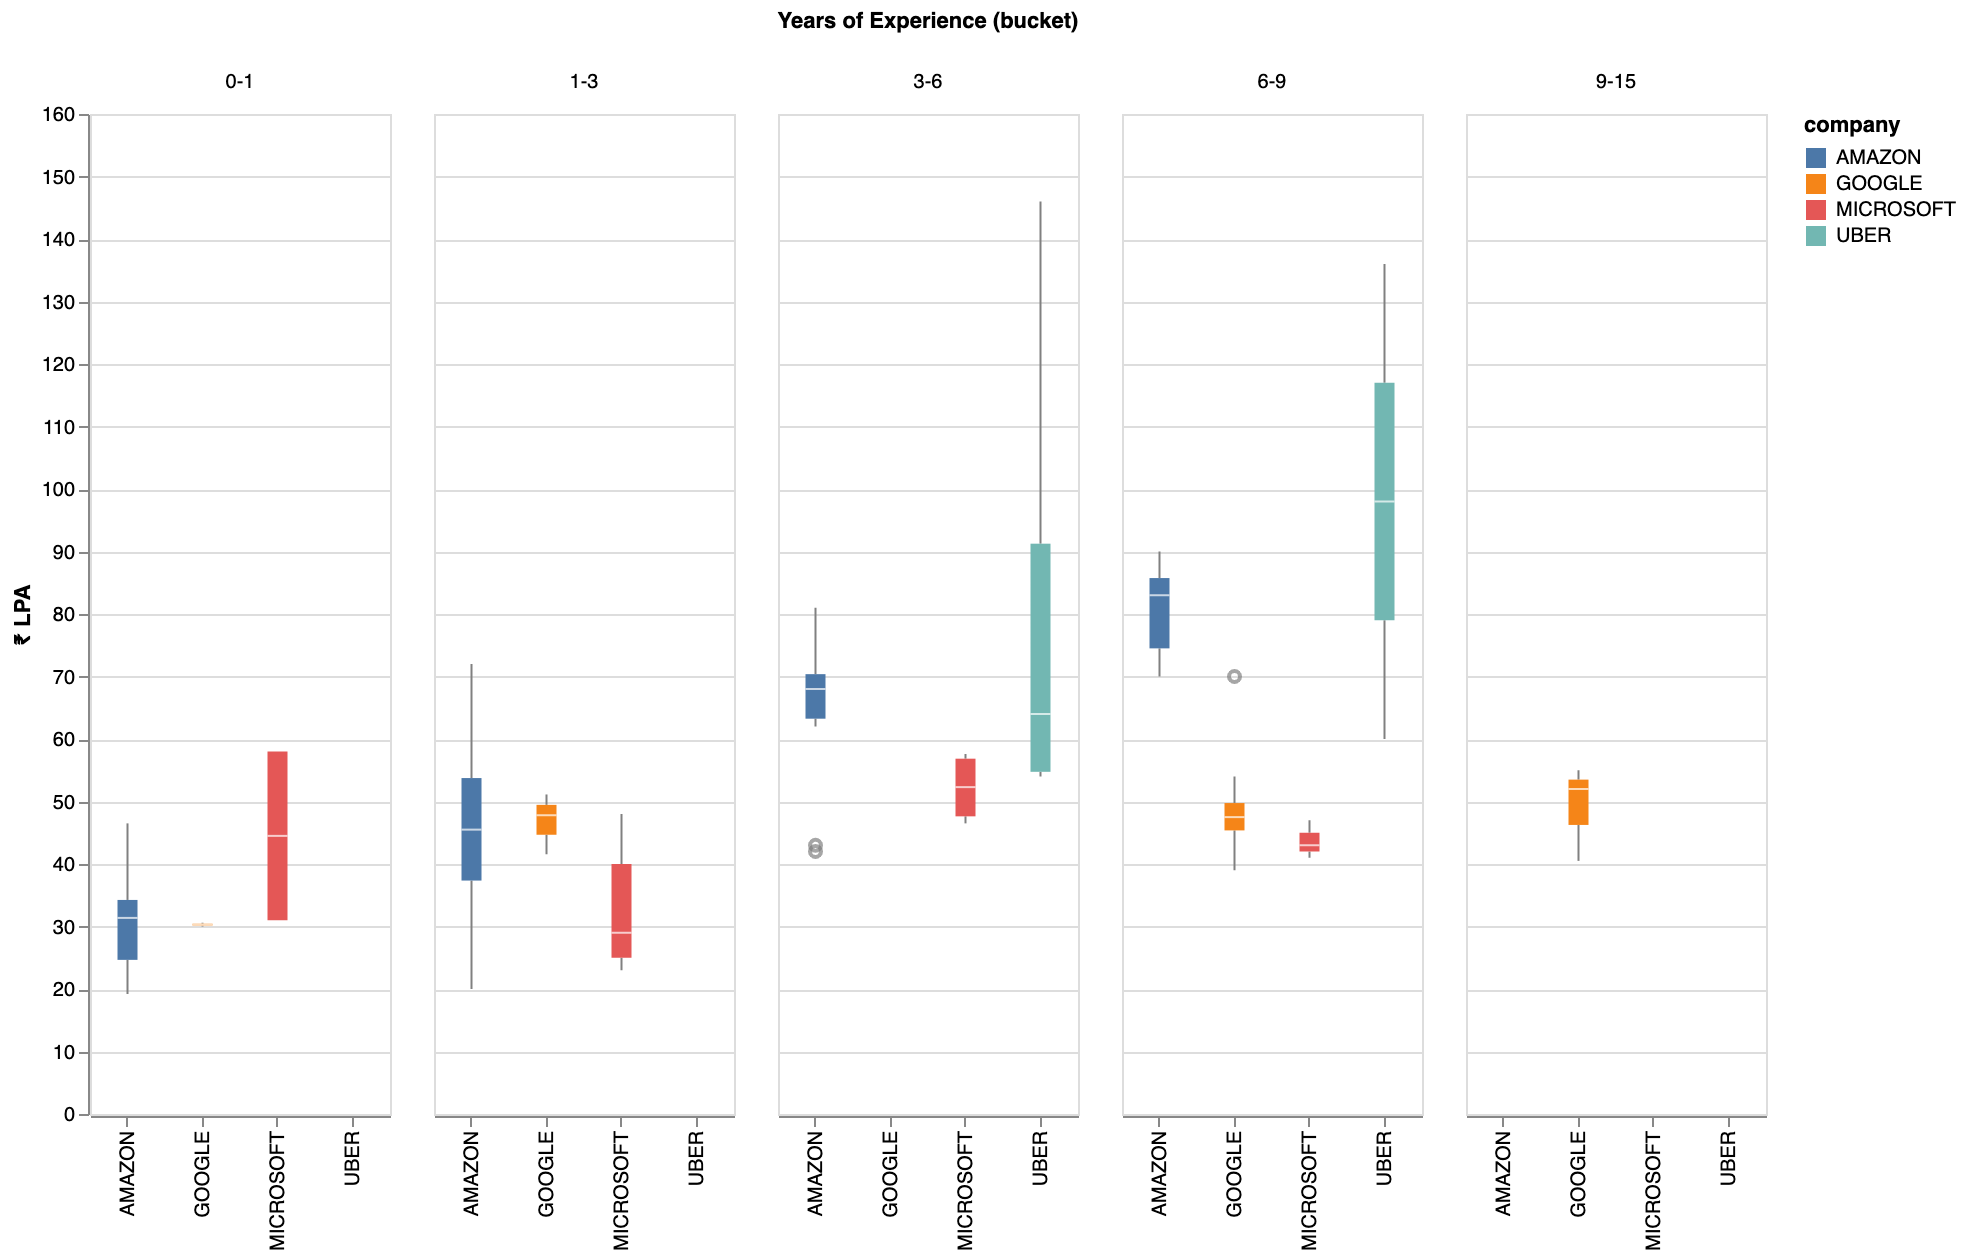 Years of Experience (bucket)
0-1
1-3
3-6
6-9
9-15
160
150
140
130
120
110
100
90
80
70
60
50
40
30
20
10
0
₹ LPA
AMAZON
GOOGLE
MICROSOFT
UBER
AMAZON
GOOGLE
MICROSOFT
UBER
AMAZON
GOOGLE
MICROSOFT
UBER
AMAZON
GOOGLE
MICROSOFT
UBER
AMAZON
GOOGLE
MICROSOFT
UBER
company
AMAZON
GOOGLE
MICROSOFT
UBER